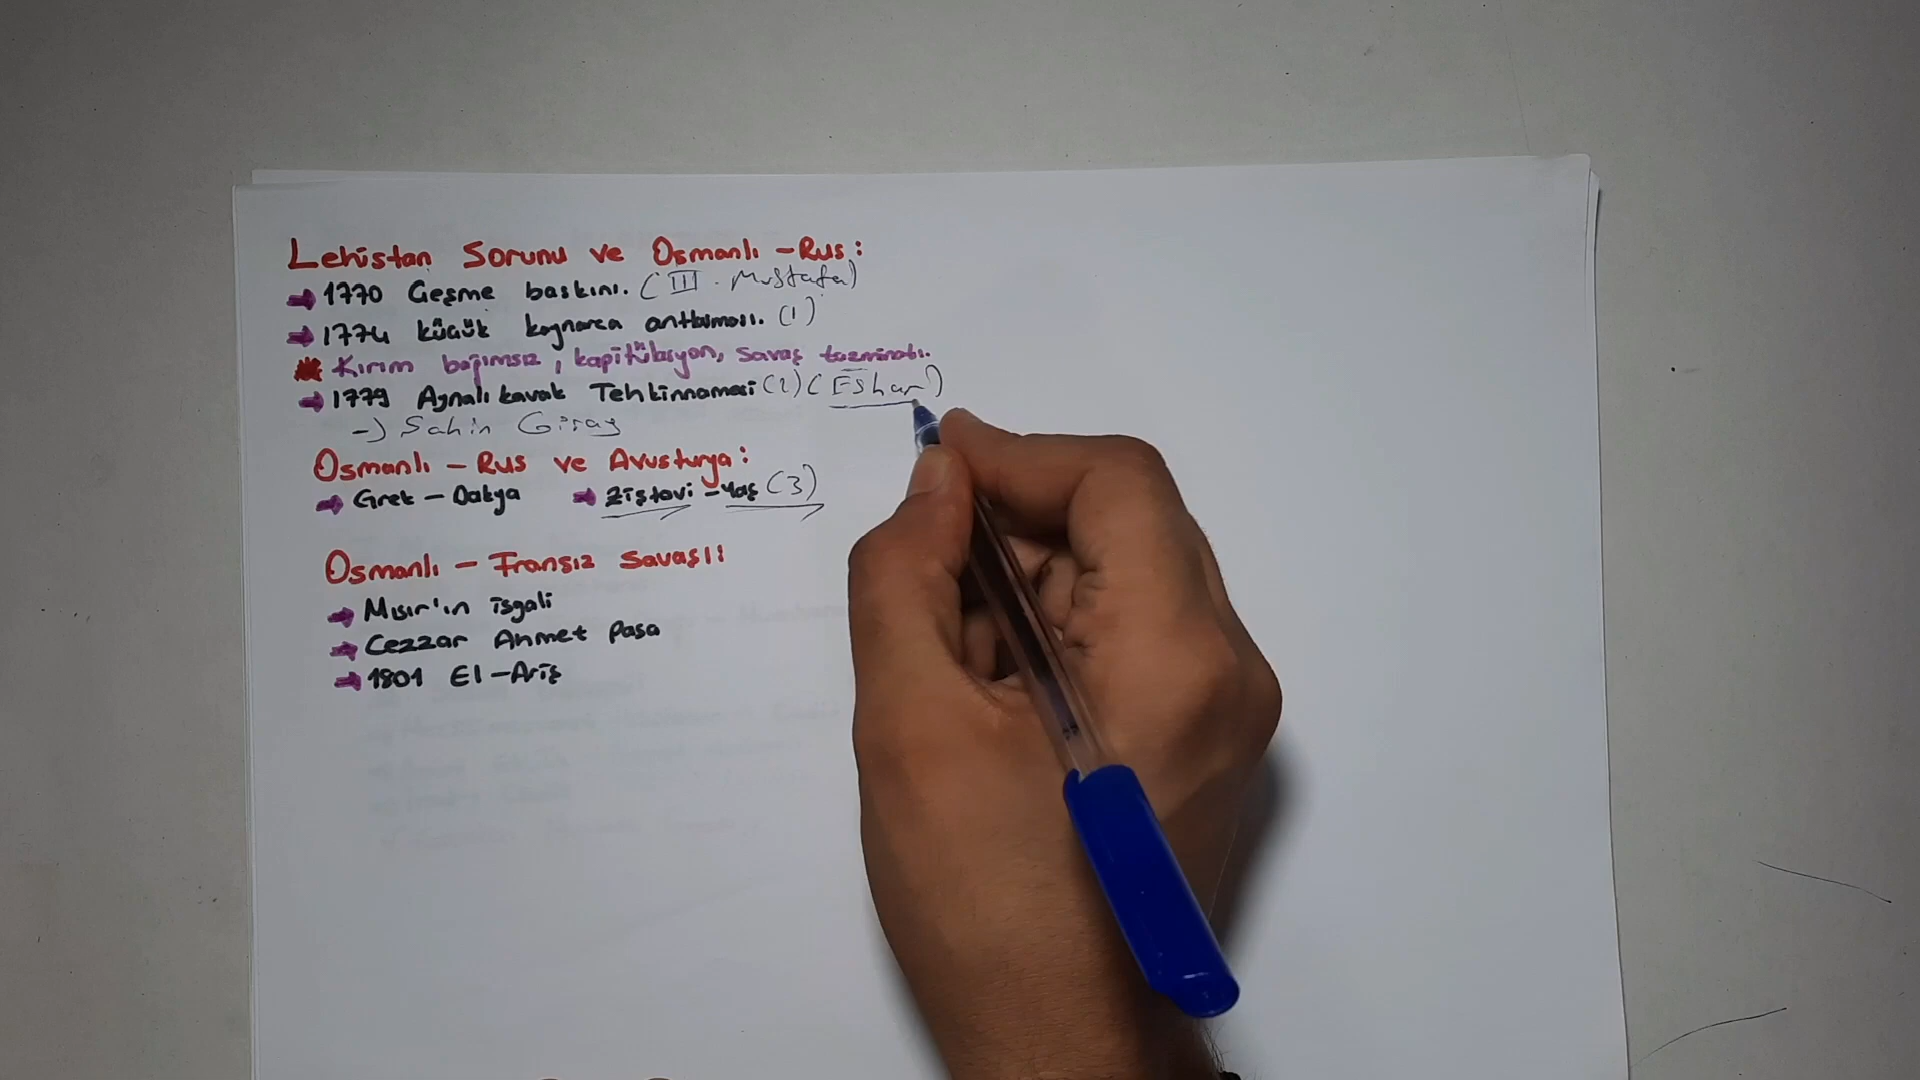 Lehistan Sorunu ve Osmanlı - Rus:
→ 1770 Çeşme baskını. (III. Mustafa)
→ 1774 küçük kaynarca antlaşması. (1)
Kırım bağımsız, kapitülasyon, savaş tazminatı.
→ 1779 Aynalı kavak Tehkinnamesi (2) (Eshar)
→ Sahin Giray
Osmanlı - Rus ve Avusturya:
→ Grek - Dakya → Ziştovi - Yaş (3)
Osmanlı - Fransız Savaşı:
→ Mısır'ın işgali
→ Cezzar Ahmet Paşa
→ 1801 El-Ariş